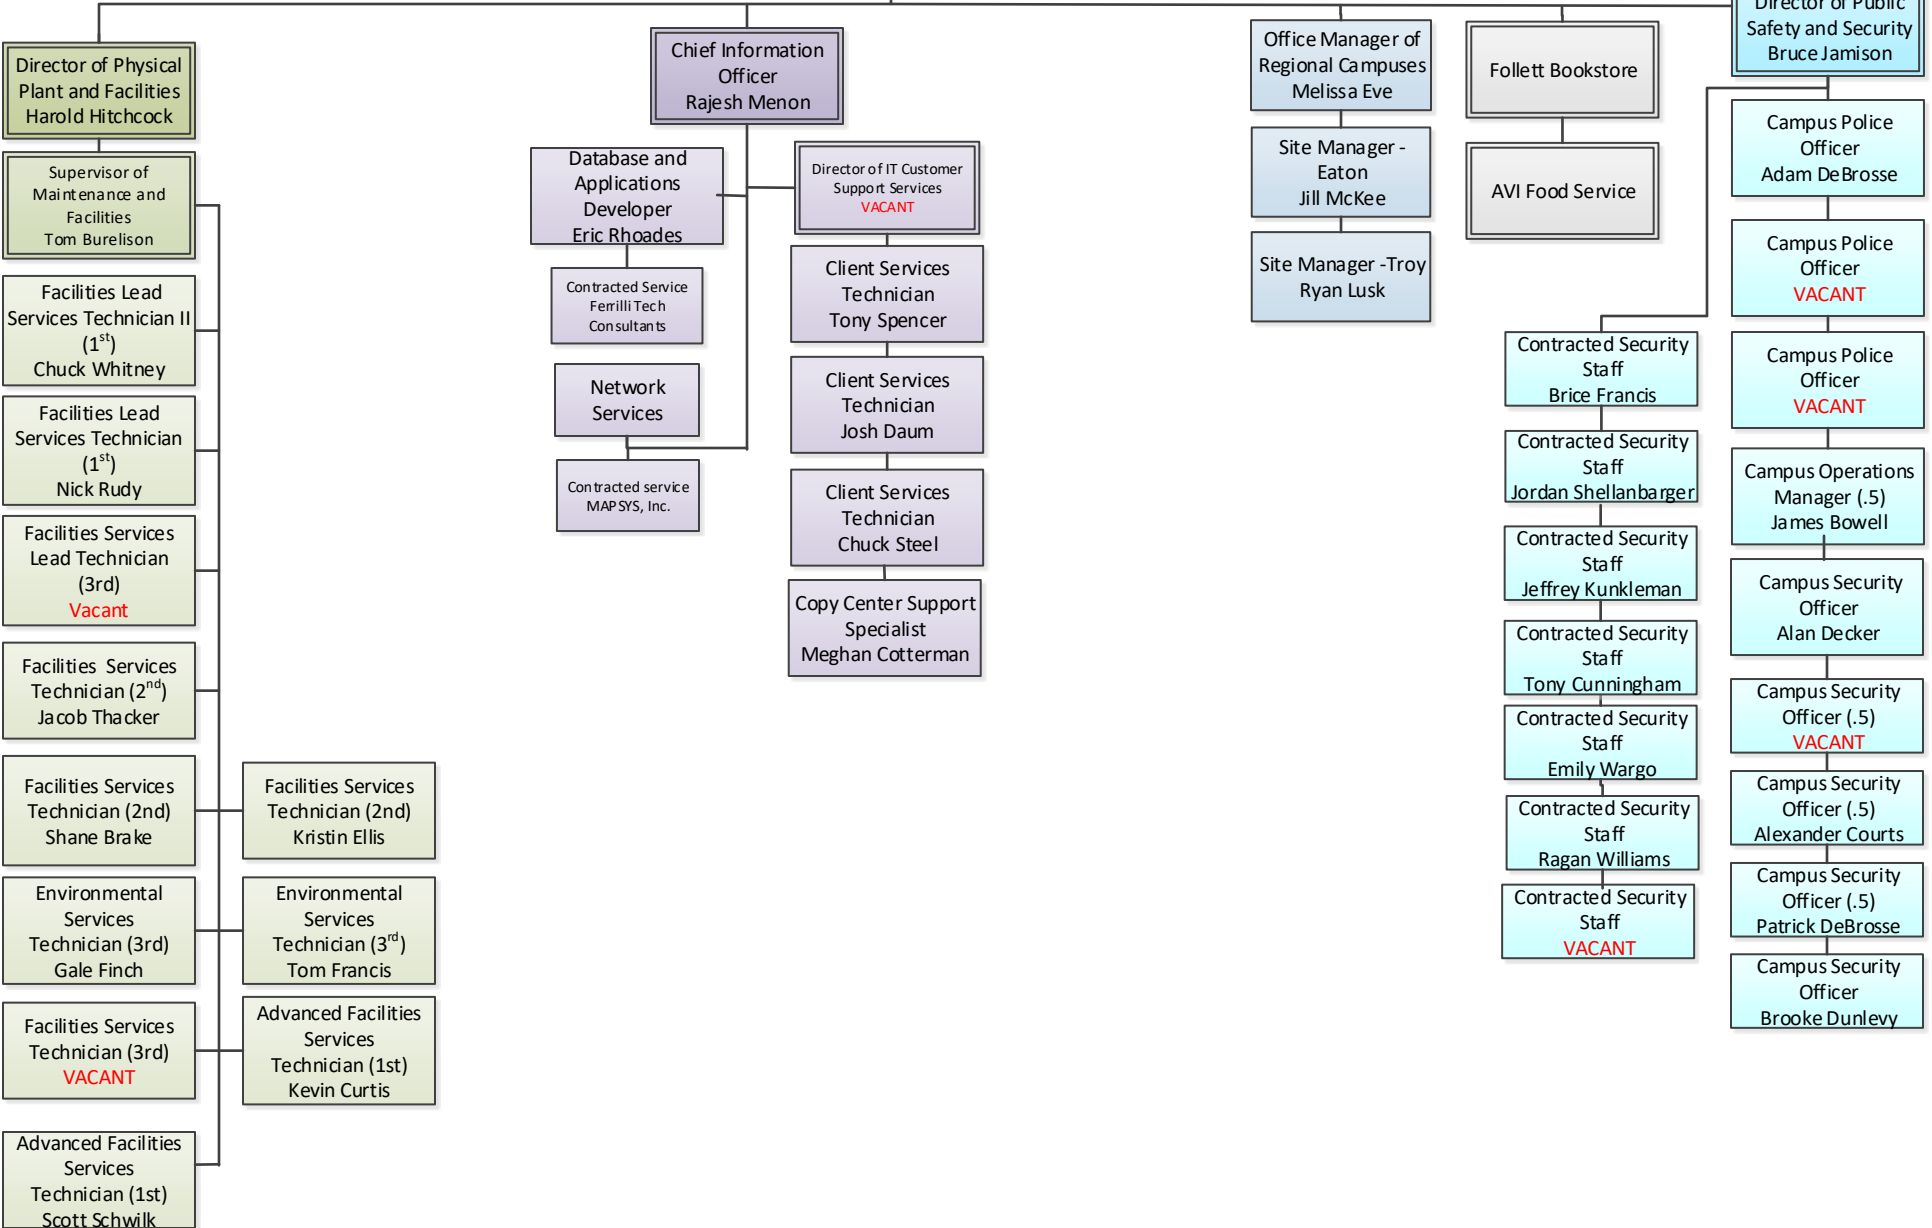 Director of Physical
Plant and Facilities
Harold Hitchcock
Supervisor of
Maintenance and
Facilities
Tom Burelison
Facilities Lead
Services Technician II
(1st)
Chuck Whitney
Facilities Lead
Services Technician
(1st)
Nick Rudy
Facilities Services
Lead Technician
(3rd)
Vacant
Facilities Services
Technician (2nd)
Jacob Thacker
Facilities Services
Technician (2nd)
Shane Brake
Facilities Services
Technician (2nd)
Kristin Ellis
Environmental
Services
Technician (3rd)
Gale Finch
Environmental
Services
Technician (3rd)
Tom Francis
Facilities Services
Technician (3rd)
VACANT
Advanced Facilities
Services
Technician (1st)
Kevin Curtis
Advanced Facilities
Services
Technician (1st)
Scott Schwilk
Chief Information
Officer
Rajesh Menon
Database and
Applications
Developer
Eric Rhoades
Contracted Service
Ferrilli Tech
Consultants
Network
Services
Contracted service
MAPSYS, Inc.
Director of IT Customer
Support Services
VACANT
Client Services
Technician
Tony Spencer
Client Services
Technician
Josh Daum
Client Services
Technician
Chuck Steel
Copy Center Support
Specialist
Meghan Cotterman
Office Manager of
Regional Campuses
Melissa Eve
Site Manager -
Eaton
Jill McKee
Site Manager -Troy
Ryan Lusk
Follett Bookstore
AVI Food Service
Director of Public
Safety and Security
Bruce Jamison
Contracted Security
Staff
Brice Francis
Contracted Security
Staff
Jordan Shellanbarger
Contracted Security
Staff
Jeffrey Kunkleman
Contracted Security
Staff
Tony Cunningham
Contracted Security
Staff
Emily Wargo
Contracted Security
Staff
Ragan Williams
Contracted Security
Staff
VACANT
Campus Police
Officer
Adam DeBrosse
Campus Police
Officer
VACANT
Campus Police
Officer
VACANT
Campus Operations
Manager (.5)
James Bowell
Campus Security
Officer
Alan Decker
Campus Security
Officer (.5)
VACANT
Campus Security
Officer (.5)
Alexander Courts
Campus Security
Officer (.5)
Patrick DeBrosse
Campus Security
Officer
Brooke Dunlevy